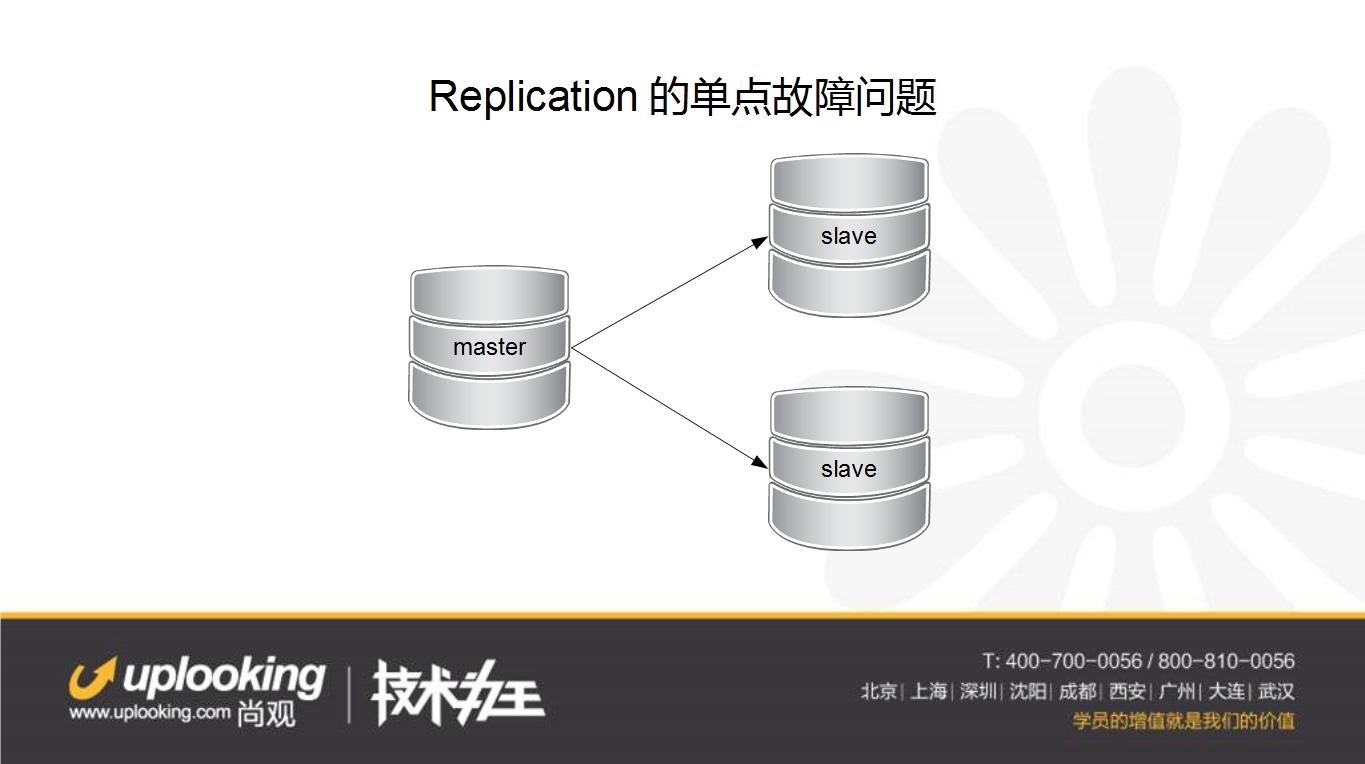 Replication 的单点故障问题
slave
master
slave
uplooking
www.uplooking.com 尚观
技术为王
T: 400-700-0056 / 800-810-0056
北京| 上海| 深圳| 沈阳| 成都| 西安| 广州| 大连| 武汉
学员的增值就是我们的价值